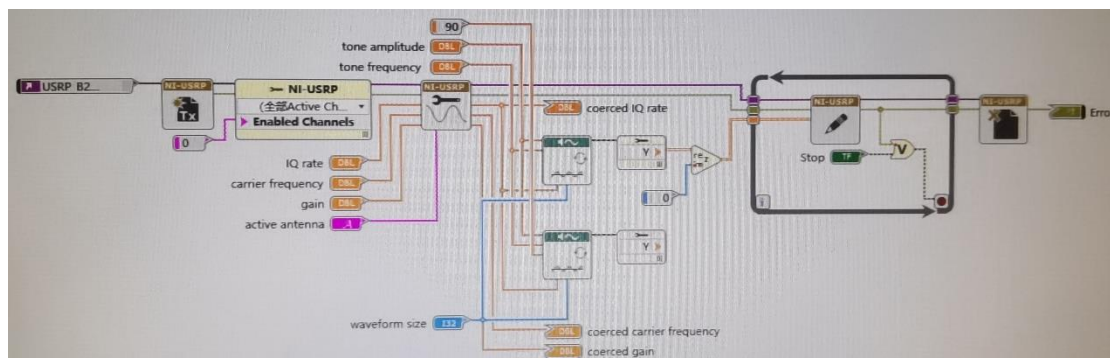 90
tone amplitude DBL
tone frequency DBL
USRP B2...
NI-USRP
Tx
NI-USRP
(全部Active Ch...
Enabled Channels
0
NI-USRP
IQ rate DBL
carrier frequency DBL
gain DBL
active antenna A
DBL coerced IQ rate
Y
0
re
im
z
Y
waveform size I32
DBL coerced carrier frequency
DBL coerced gain
NI-USRP
Stop TF
V
i
NI-USRP
Erro